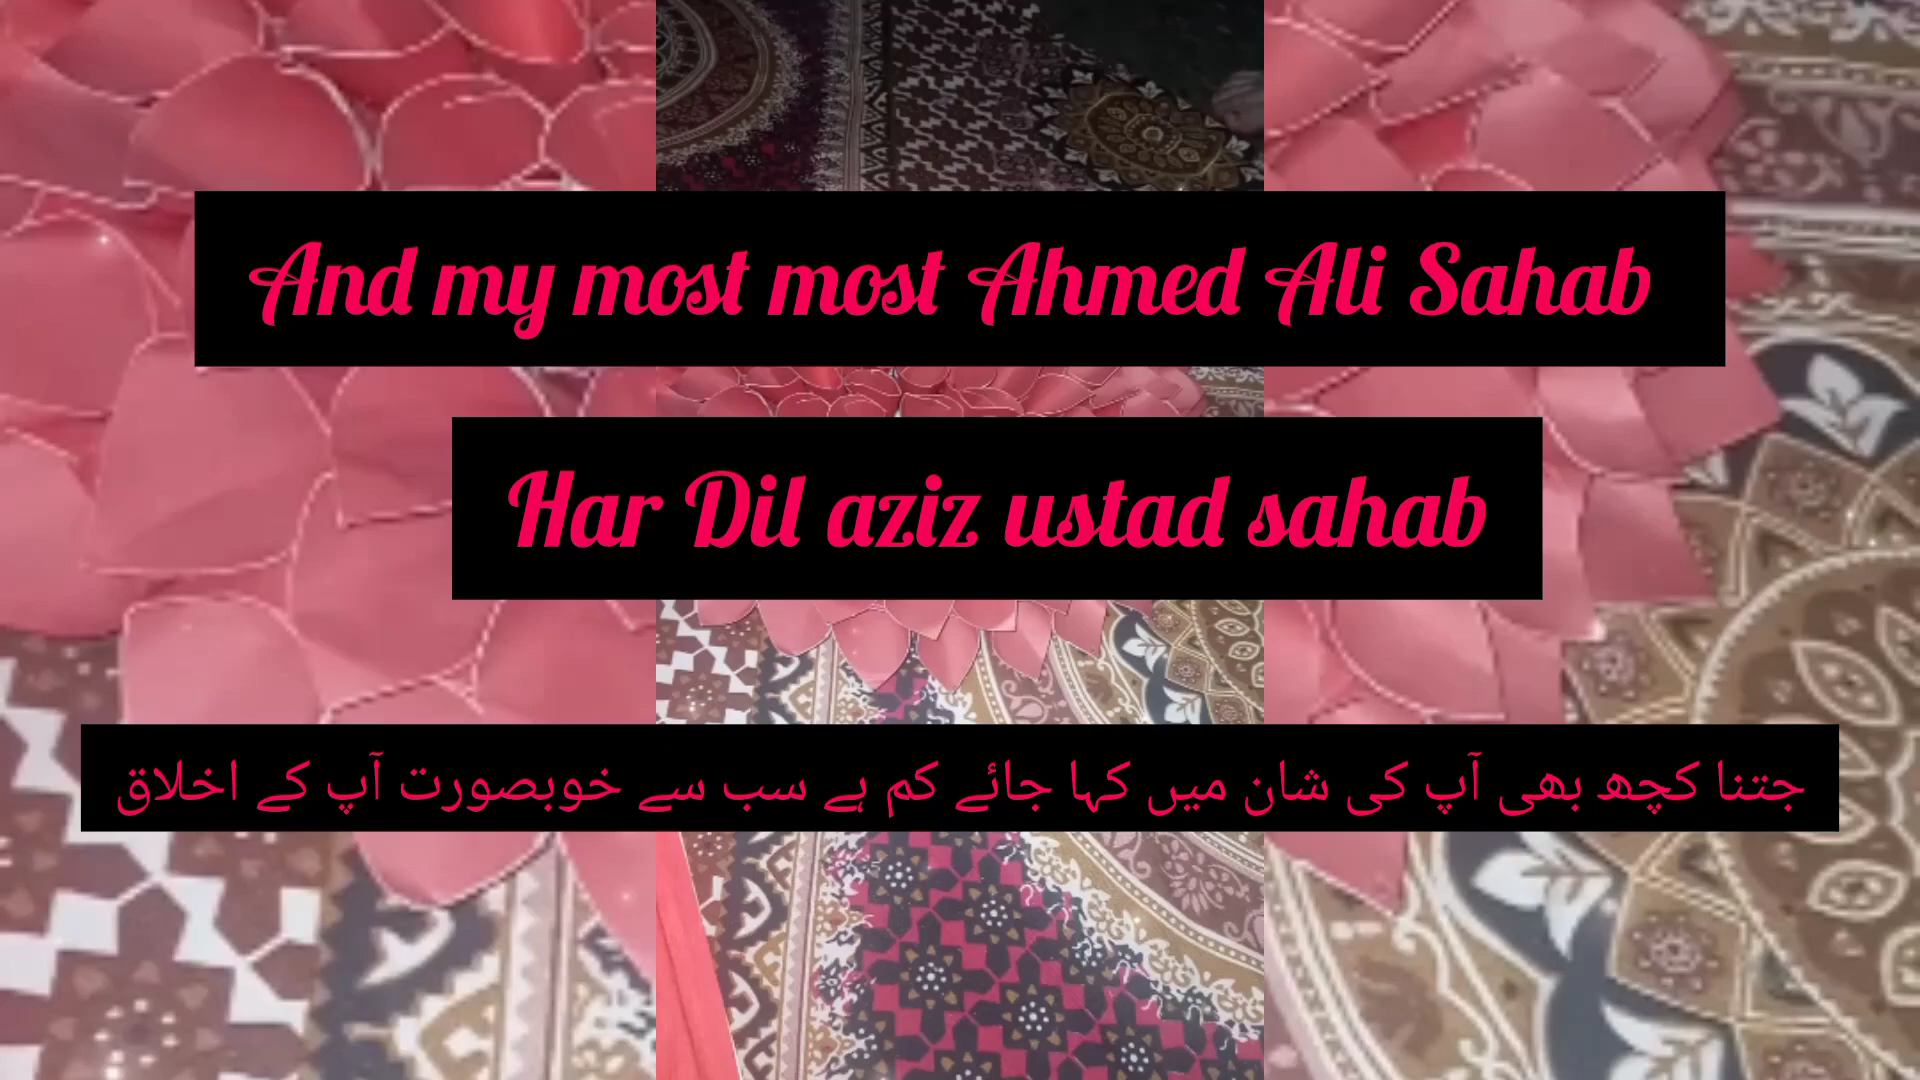 And my most most Ahmed Ali Sahab
Har Dil aziz ustad sahab
جتنا کچھ بھی آپ کی شان میں کہا جائے کم ہے سب سے خوبصورت آپ کے اخلاق